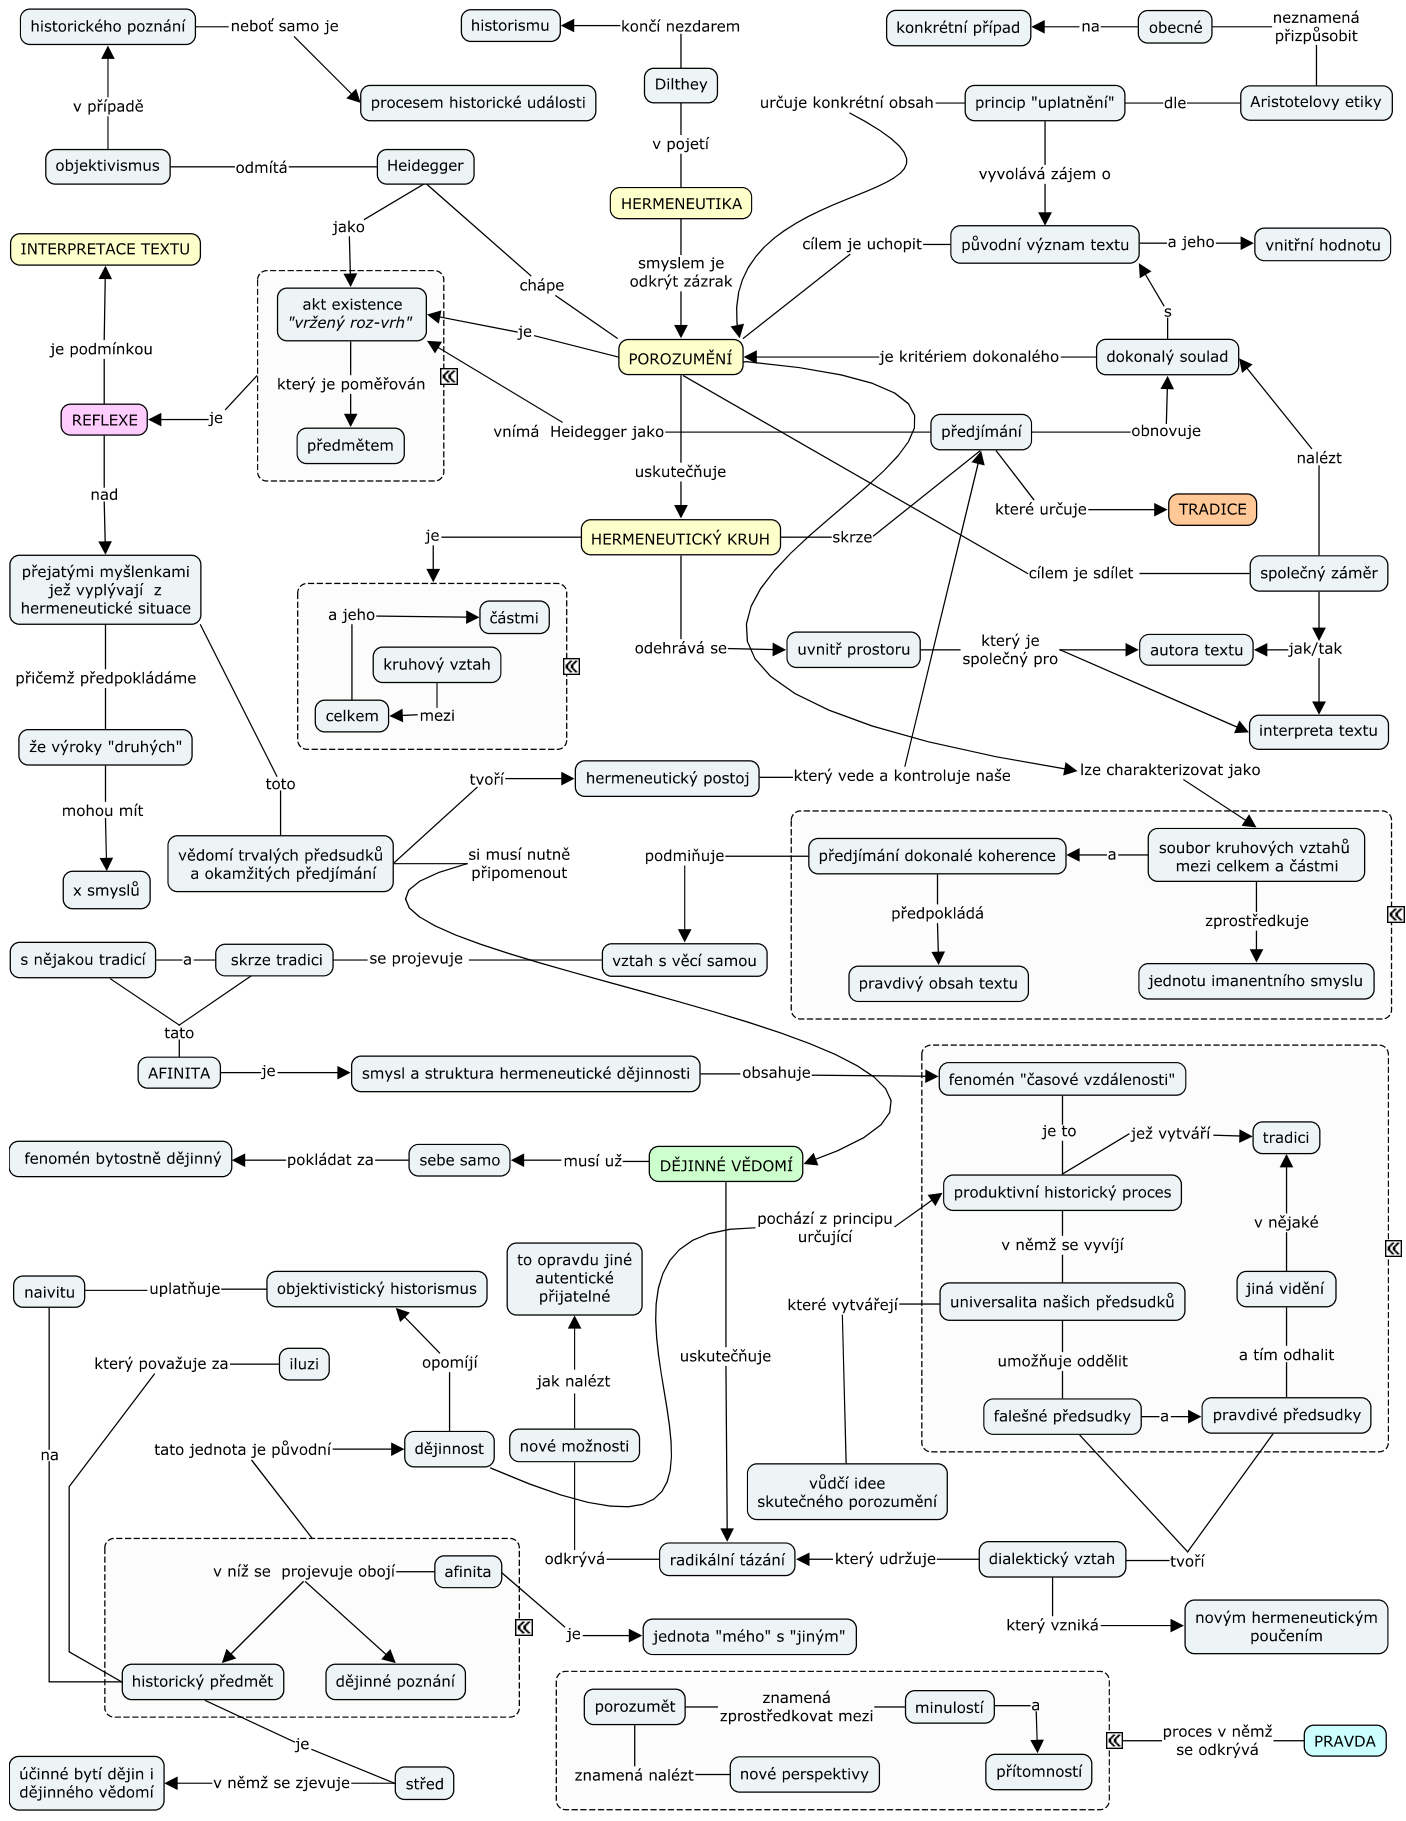 historického poznání
neboť samo je
historismu
končí nezdarem
konkrétní případ
na
obecné
neznamená
přizpůsobit
Dilthey
v případě
procesem historické události
určuje konkrétní obsah
princip "uplatnění"
dle
Aristotelovy etiky
v pojetí
objektivismus
odmítá
Heidegger
vyvolává zájem o
HERMENEUTIKA
jako
INTERPRETACE TEXTU
cílem je uchopit
původní význam textu
a jeho
vnitřní hodnotu
smyslem je
odkrýt zázrak
chápe
akt existence
"vržený roz-vrh"
je
s
je podmínkou
POROZUMĚNÍ
je kritériem dokonalého
dokonalý soulad
který je poměřován
REFLEXE
je
předmětem
vnímá  Heidegger jako
předjímání
obnovuje
uskutečňuje
nalézt
nad
které určuje
TRADICE
je
HERMENEUTICKÝ KRUH
skrze
přejatými myšlenkami
jež vyplývají  z
hermeneutické situace
cílem je sdílet
společný záměr
a jeho
částmi
kruhový vztah
odehrává se
uvnitř prostoru
který je
společný pro
autora textu
jak/tak
přičemž předpokládáme
celkem
mezi
interpreta textu
že výroky "druhých"
toto
tvoří
hermeneutický postoj
který vede a kontroluje naše
lze charakterizovat jako
mohou mít
vědomí trvalých předsudků
a okamžitých předjímání
si musí nutně
připomenout
podmiňuje
předjímání dokonalé koherence
a
soubor kruhových vztahů
mezi celkem a částmi
x smyslů
předpokládá
zprostředkuje
s nějakou tradicí
a
skrze tradici
se projevuje
vztah s věcí samou
pravdivý obsah textu
jednotu imanentního smyslu
tato
AFINITA
je
smysl a struktura hermeneutické dějinnosti
obsahuje
fenomén "časové vzdálenosti"
je to
jež vytváří
tradici
fenomén bytostně dějinný
pokládat za
sebe samo
musí už
DĚJINNÉ VĚDOMÍ
produktivní historický proces
pochází z principu
určující
v nějaké
v němž se vyvíjí
to opravdu jiné
autentické
přijatelné
naivitu
uplatňuje
objektivistický historismus
které vytvářejí
universalita našich předsudků
jiná vidění
který považuje za
iluzi
opomíjí
uskutečňuje
umožňuje oddělit
a tím odhalit
jak nalézt
falešné předsudky
a
pravdivé předsudky
na
tato jednota je původní
dějinnost
nové možnosti
vůdčí idee
skutečného porozumění
odkrývá
radikální tázání
který udržuje
dialektický vztah
tvoří
v níž se  projevuje obojí
afinita
je
jednota "mého" s "jiným"
který vzniká
novým hermeneutickým
poučením
historický předmět
dějinné poznání
porozumět
znamená
zprostředkovat mezi
minulostí
a
je
proces v němž
se odkrývá
PRAVDA
účinné bytí dějin i
dějinného vědomí
v němž se zjevuje
střed
znamená nalézt
nové perspektivy
přítomností